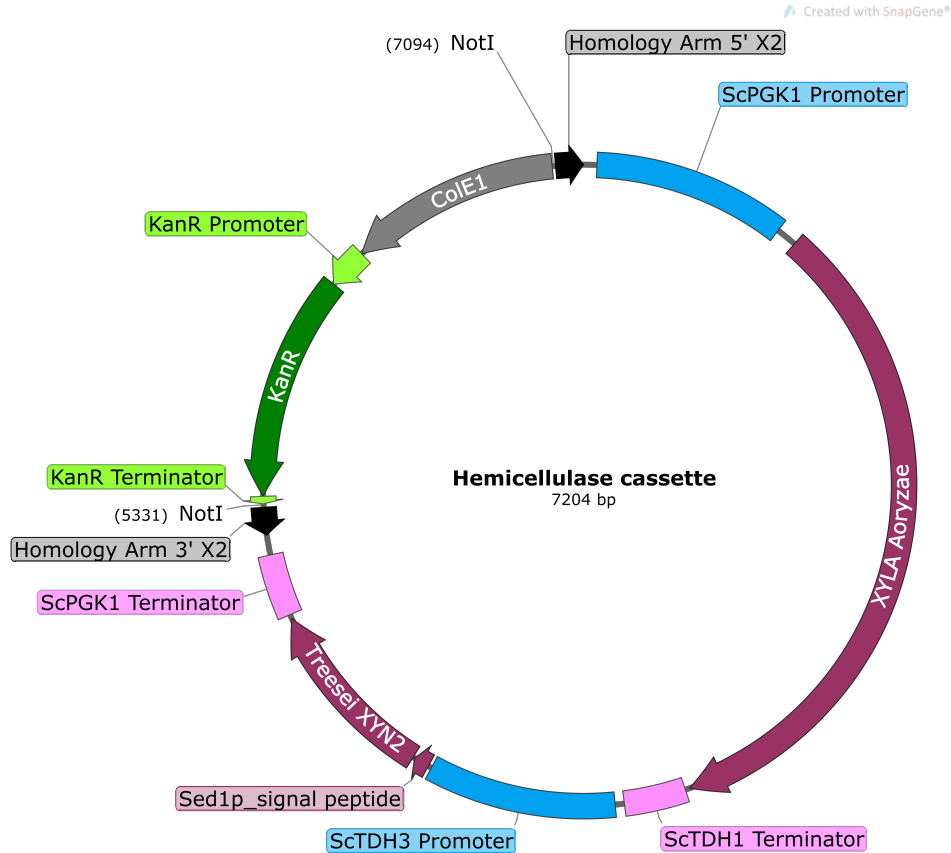 Created with SnapGene®
(7094) NotI
Homology Arm 5' X2
ScPGK1 Promoter
ColE1
KanR Promoter
KanR
XYLA Aoryzae
KanR Terminator
Hemicellulase cassette
7204 bp
(5331) NotI
Homology Arm 3' X2
ScPGK1 Terminator
Treesei XYN2
Sed1p_signal peptide
ScTDH3 Promoter
ScTDH1 Terminator